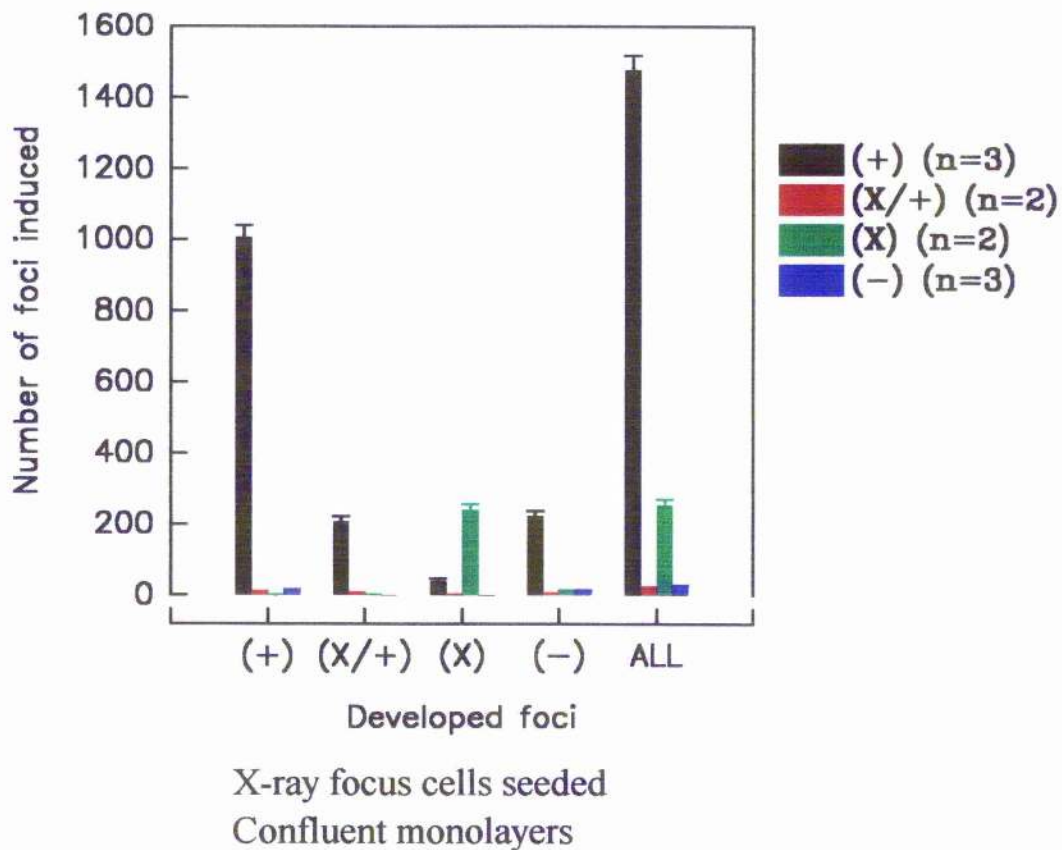 1600
1400
1200
1000
800
600
400
200
0
Number of foci induced
(+) (n=3)
(X/+) (n=2)
(X) (n=2)
(−) (n=3)
(+) (X/+) (X) (−) ALL
Developed foci
X-ray focus cells seeded
Confluent monolayers